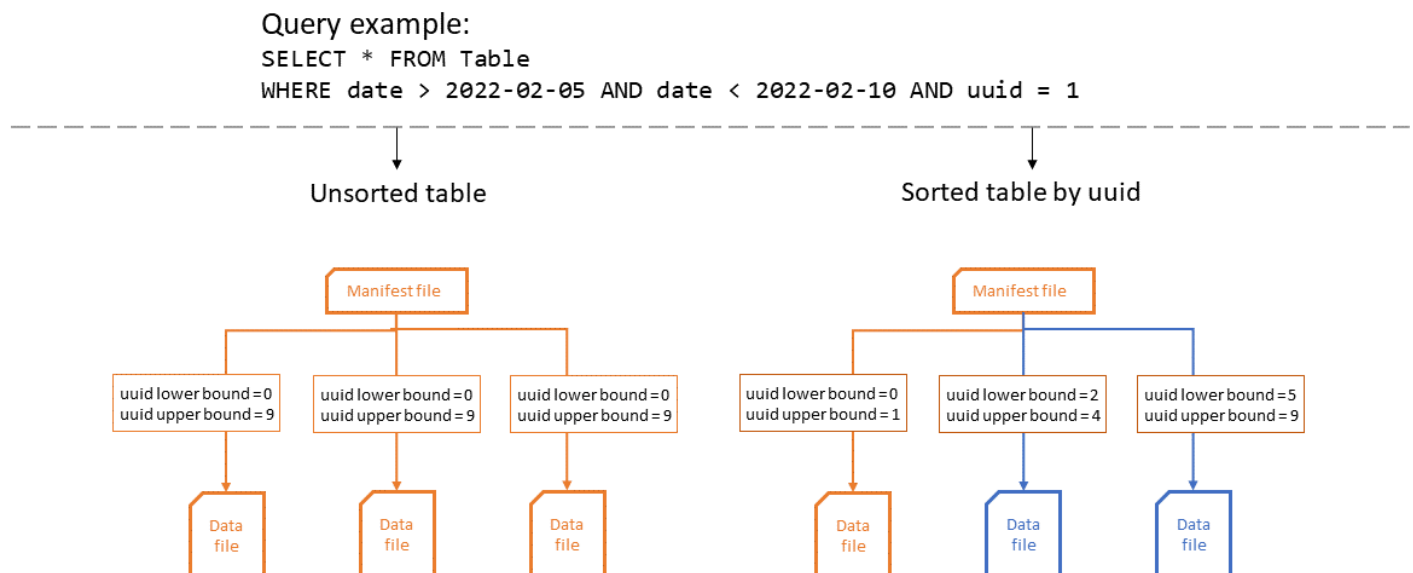 Query example:
SELECT * FROM Table
WHERE date > 2022-02-05 AND date < 2022-02-10 AND uuid = 1
Unsorted table
Sorted table by uuid
Manifest file
Manifest file
uuid lower bound = 0
uuid upper bound = 9
uuid lower bound = 0
uuid upper bound = 9
uuid lower bound = 0
uuid upper bound = 9
uuid lower bound = 0
uuid upper bound = 1
uuid lower bound = 2
uuid upper bound = 4
uuid lower bound = 5
uuid upper bound = 9
Data
file
Data
file
Data
file
Data
file
Data
file
Data
file